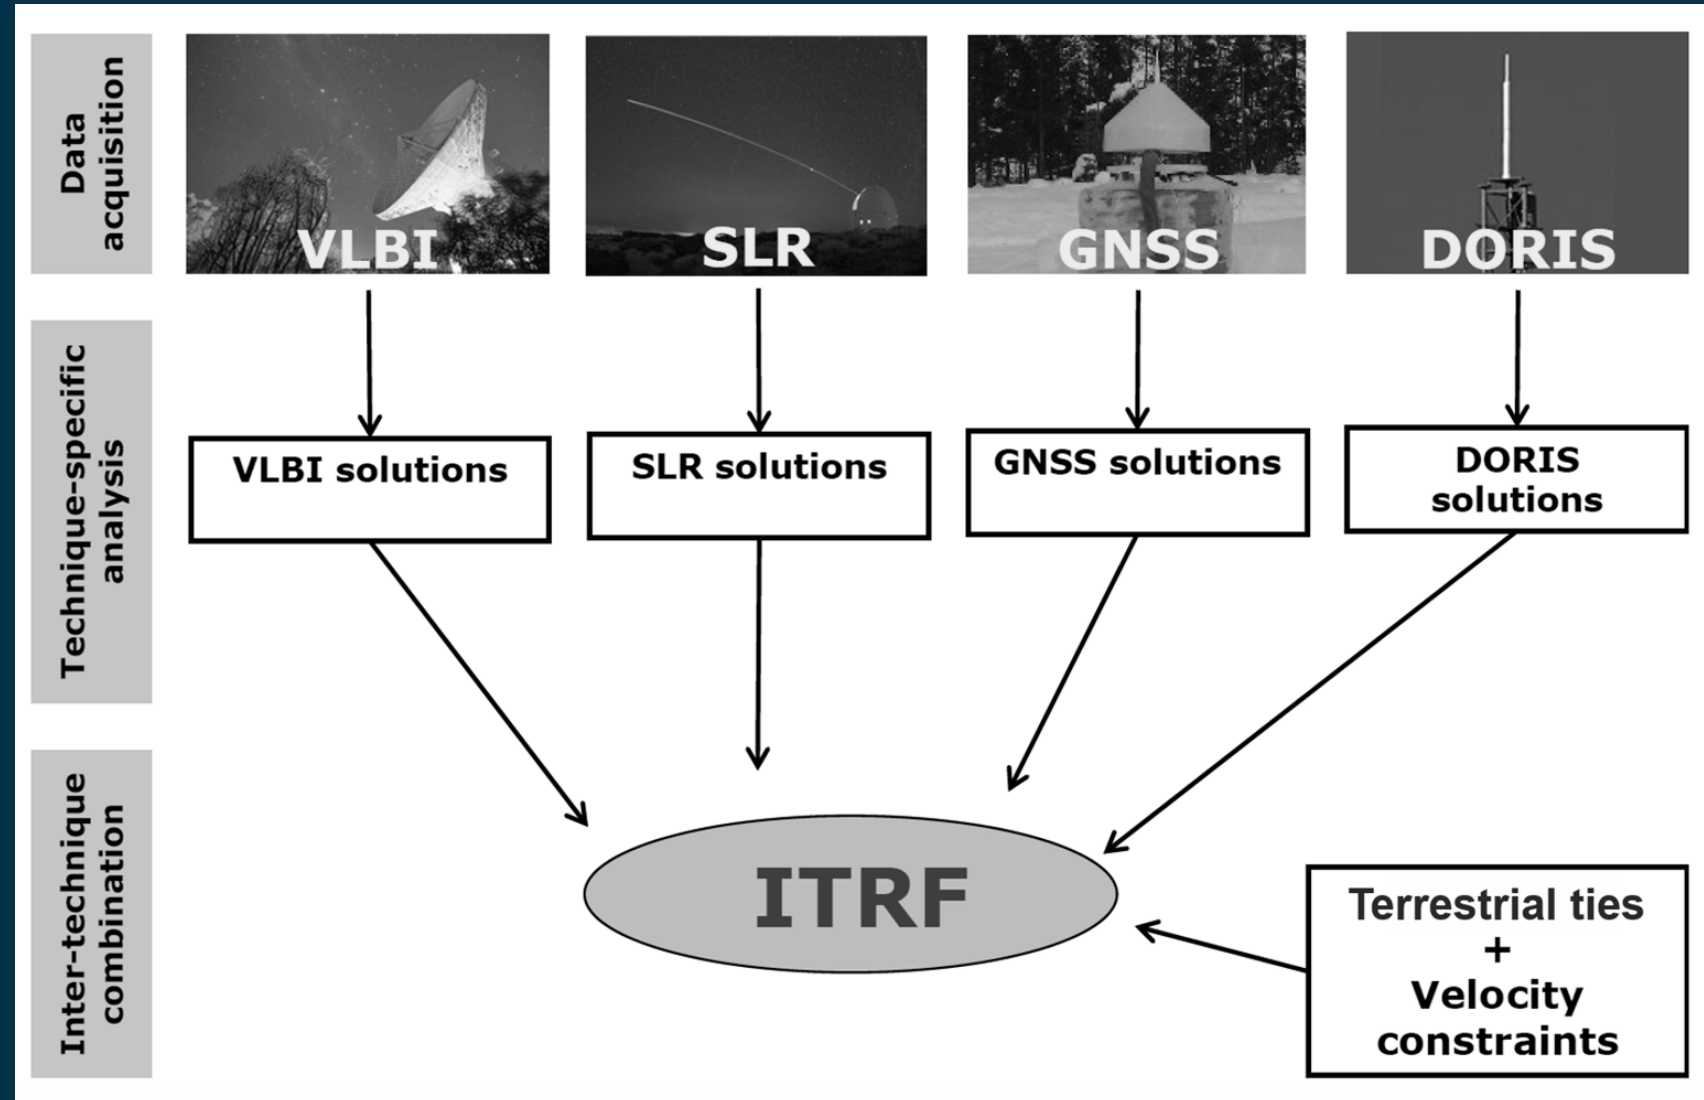 Data
acquisition
VLBI
SLR
GNSS
DORIS
Technique-specific
analysis
VLBI solutions
SLR solutions
GNSS solutions
DORIS
solutions
Inter-technique
combination
ITRF
Terrestrial ties
+
Velocity
constraints